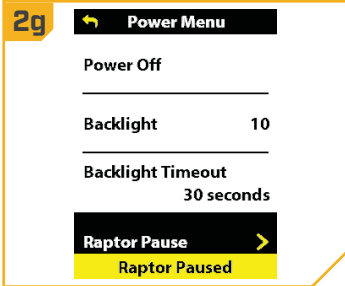 2g
Power Menu
Power Off
Backlight 10
Backlight Timeout
30 seconds
Raptor Pause
Raptor Paused